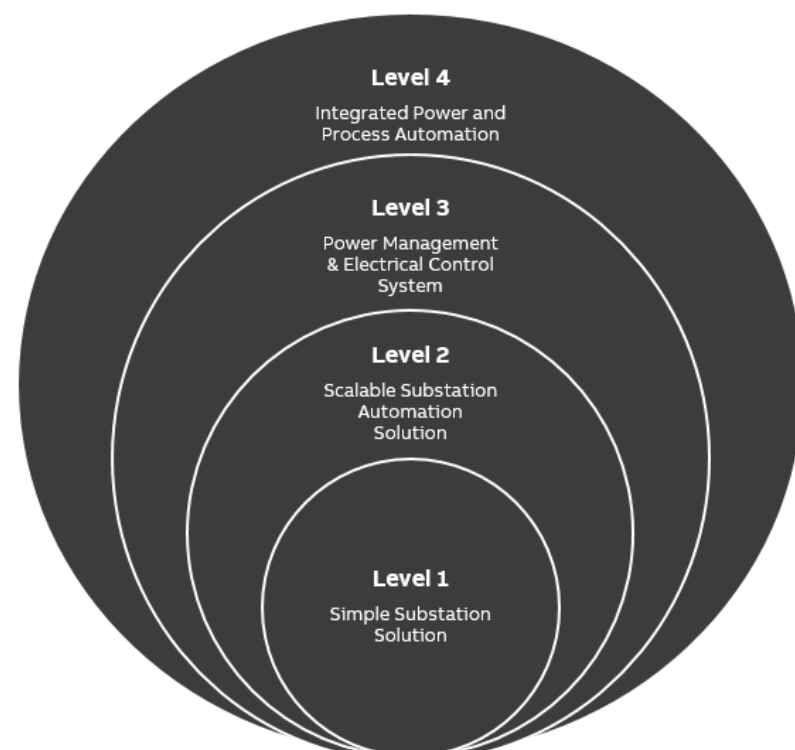 Level 4
Integrated Power and
Process Automation
Level 3
Power Management
& Electrical Control
System
Level 2
Scalable Substation
Automation
Solution
Level 1
Simple Substation
Solution